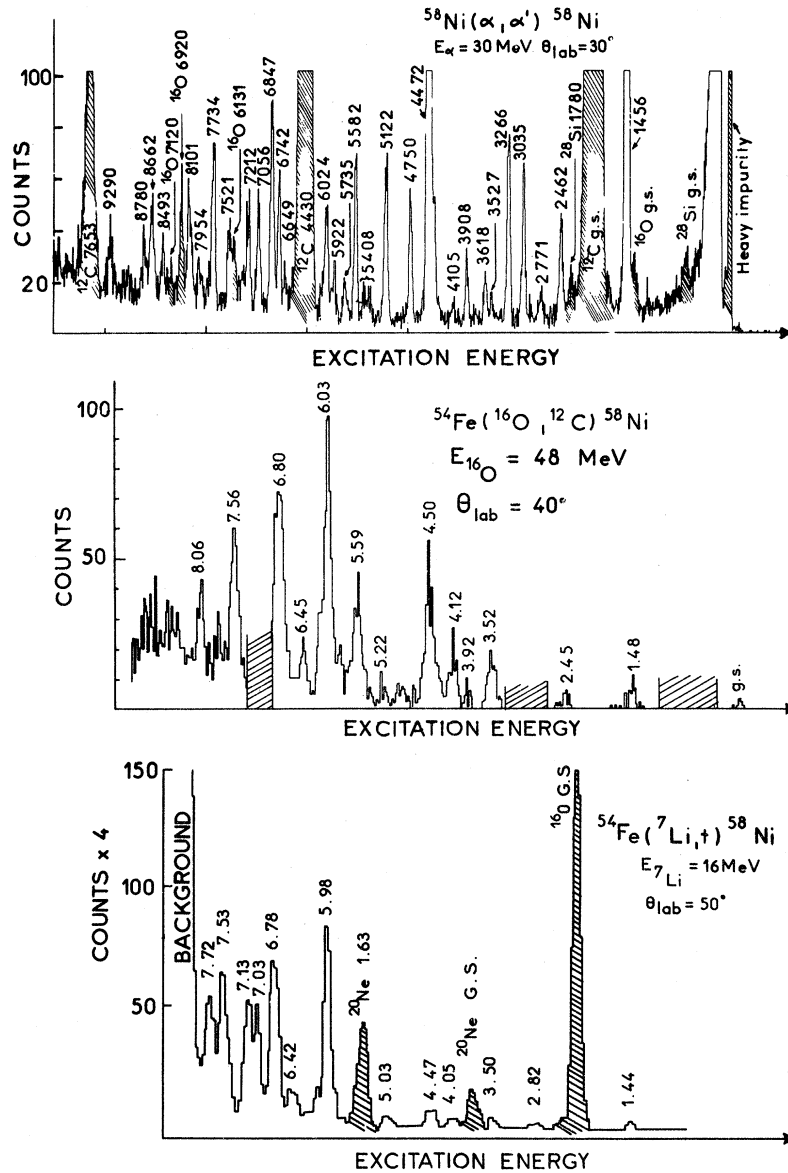 ⁵⁸Ni(α,α') ⁵⁸Ni
Eα = 30 MeV θlab = 30°
100
20
COUNTS
¹²C 7653
9290
8780
8662
8493
¹⁶O 7120
¹⁶O 6920
8101
7954
7734
7521
¹⁶O 6131
7212
7056
6847
6742
6649
¹²C 4430
6024
5922
5735
5582
5408
5122
4750
4472
4105
3908
3618
3527
3266
3035
2771
2462
²⁸Si 1780
¹²C g.s.
1456
¹⁶O g.s.
²⁸Si g.s.
Heavy impurity
EXCITATION ENERGY
⁵⁴Fe(¹⁶O,¹²C)⁵⁸Ni
E16O = 48 MeV
θlab = 40°
100
50
COUNTS
8.06
7.56
6.80
6.45
6.03
5.59
5.22
4.50
4.12
3.92
3.52
2.45
1.48
g.s.
EXCITATION ENERGY
⁵⁴Fe(⁷Li,t)⁵⁸Ni
E7Li = 16 MeV
θlab = 50°
150
100
50
COUNTS x 4
BACKGROUND
7.72
7.53
7.13
7.03
6.78
6.42
5.98
²⁰Ne 1.63
5.03
4.47
4.05
²⁰Ne G.S.
3.50
2.82
¹⁶O G.S
1.44
EXCITATION ENERGY